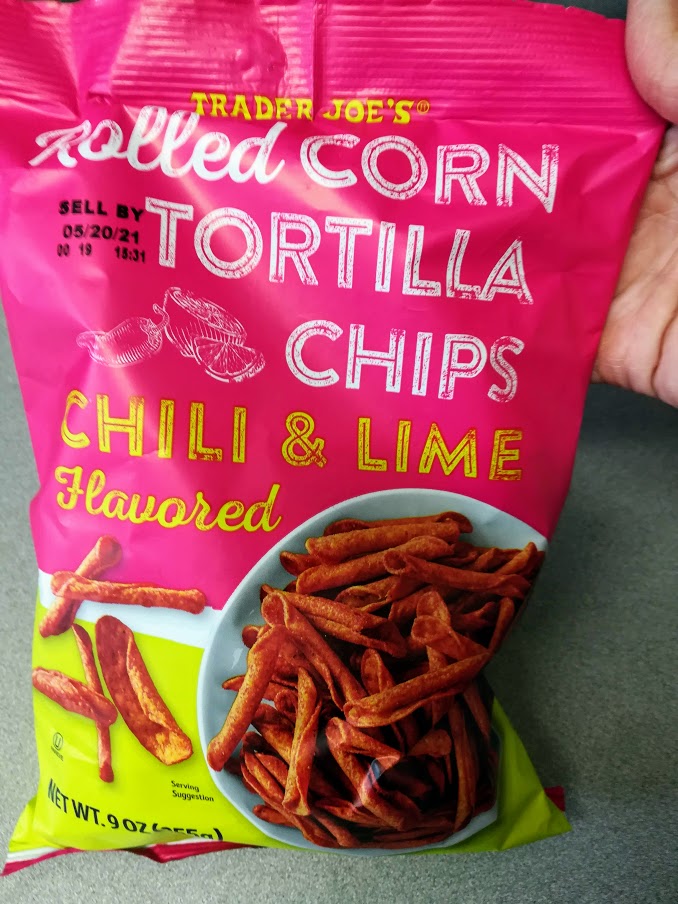 TRADER JOE'S®
Rolled CORN
TORTILLA
CHIPS
SELL BY
05/20/21
00 19 15:31
CHILI & LIME
Flavored
U
Serving
Suggestion
NET WT. 9 OZ (255g)